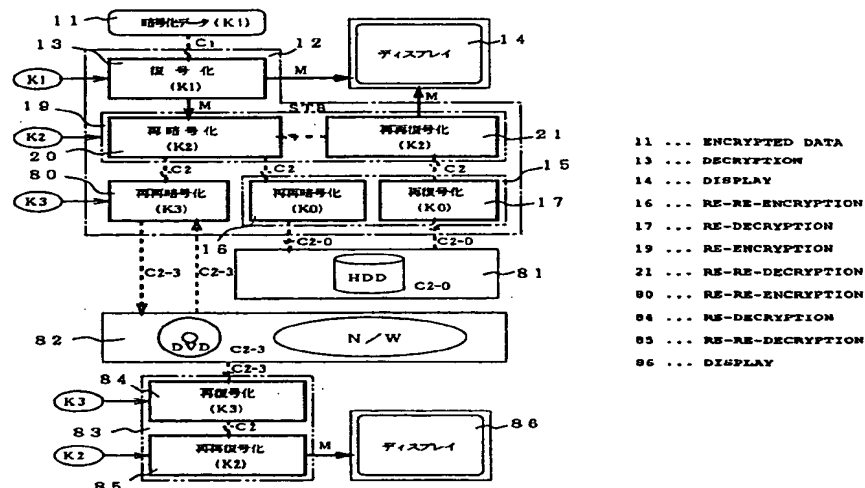 11
暗号化データ(K1)
C1
12
14
ディスプレイ
13
K1
復号化
(K1)
M
M
M
STB
19
K2
再暗号化
(K2)
再再復号化
(K2)
21
20
C2
C2
C2
15
80
K3
再再暗号化
(K3)
再再暗号化
(K0)
再復号化
(K0)
17
16
C2-3
C2-3
C2-0
C2-0
HDD
C2-0
81
82
DVD
N/W
C2-3
C2-3
84
K3
再復号化
(K3)
83
C2
86
K2
再再復号化
(K2)
M
ディスプレイ
85
11 ... ENCRYPTED DATA
13 ... DECRYPTION
14 ... DISPLAY
16 ... RE-RE-ENCRYPTION
17 ... RE-DECRYPTION
19 ... RE-ENCRYPTION
21 ... RE-RE-DECRYPTION
80 ... RE-RE-ENCRYPTION
84 ... RE-DECRYPTION
85 ... RE-RE-DECRYPTION
86 ... DISPLAY